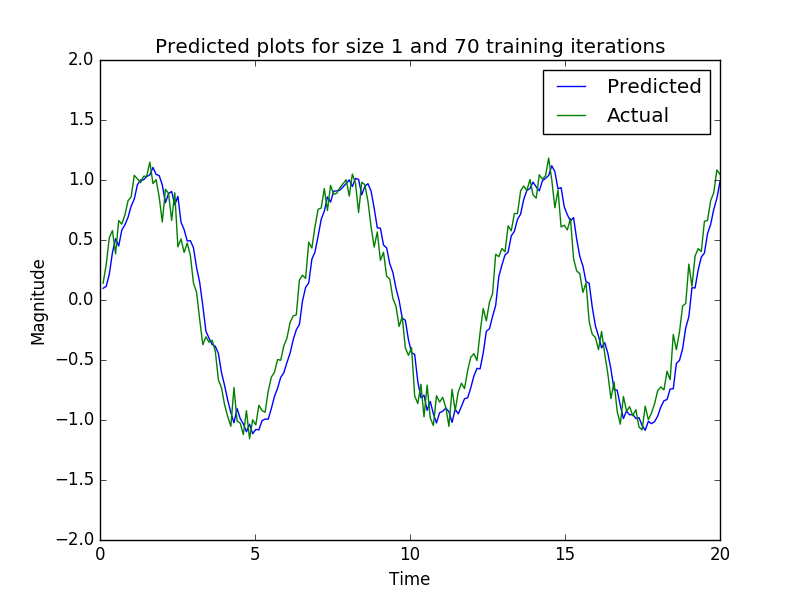 Predicted plots for size 1 and 70 training iterations
Predicted
Actual
2.0
1.5
1.0
0.5
0.0
−0.5
−1.0
−1.5
−2.0
Magnitude
0 5 10 15 20
Time